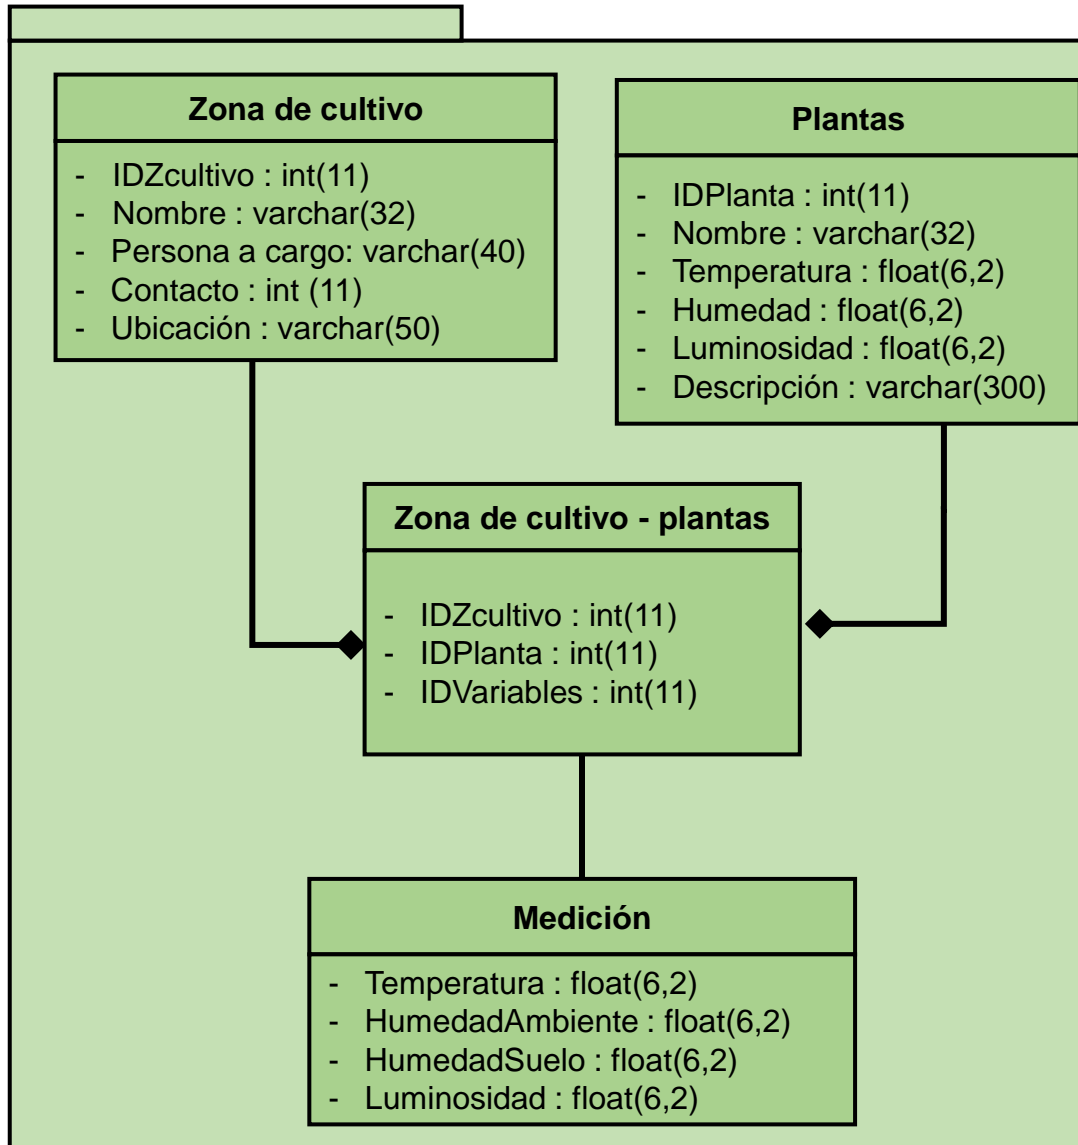 Zona de cultivo
- IDZcultivo : int(11)
- Nombre : varchar(32)
- Persona a cargo: varchar(40)
- Contacto : int (11)
- Ubicación : varchar(50)
Plantas
- IDPlanta : int(11)
- Nombre : varchar(32)
- Temperatura : float(6,2)
- Humedad : float(6,2)
- Luminosidad : float(6,2)
- Descripción : varchar(300)
Zona de cultivo - plantas
- IDZcultivo : int(11)
- IDPlanta : int(11)
- IDVariables : int(11)
Medición
- Temperatura : float(6,2)
- HumedadAmbiente : float(6,2)
- HumedadSuelo : float(6,2)
- Luminosidad : float(6,2)